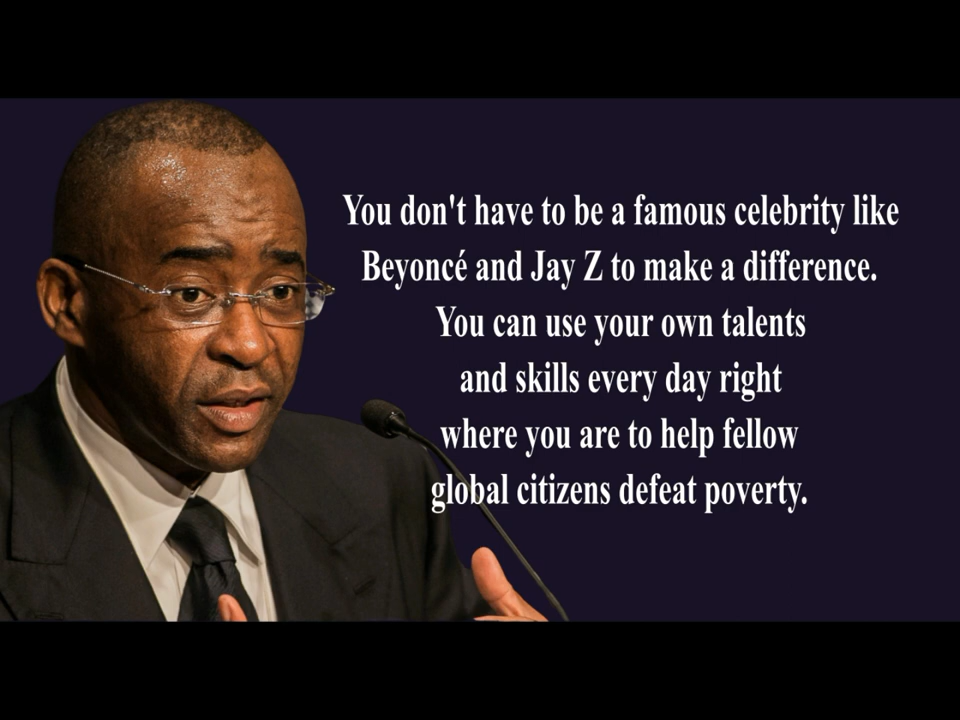 You don't have to be a famous celebrity like
Beyoncé and Jay Z to make a difference.
You can use your own talents
and skills every day right
where you are to help fellow
global citizens defeat poverty.